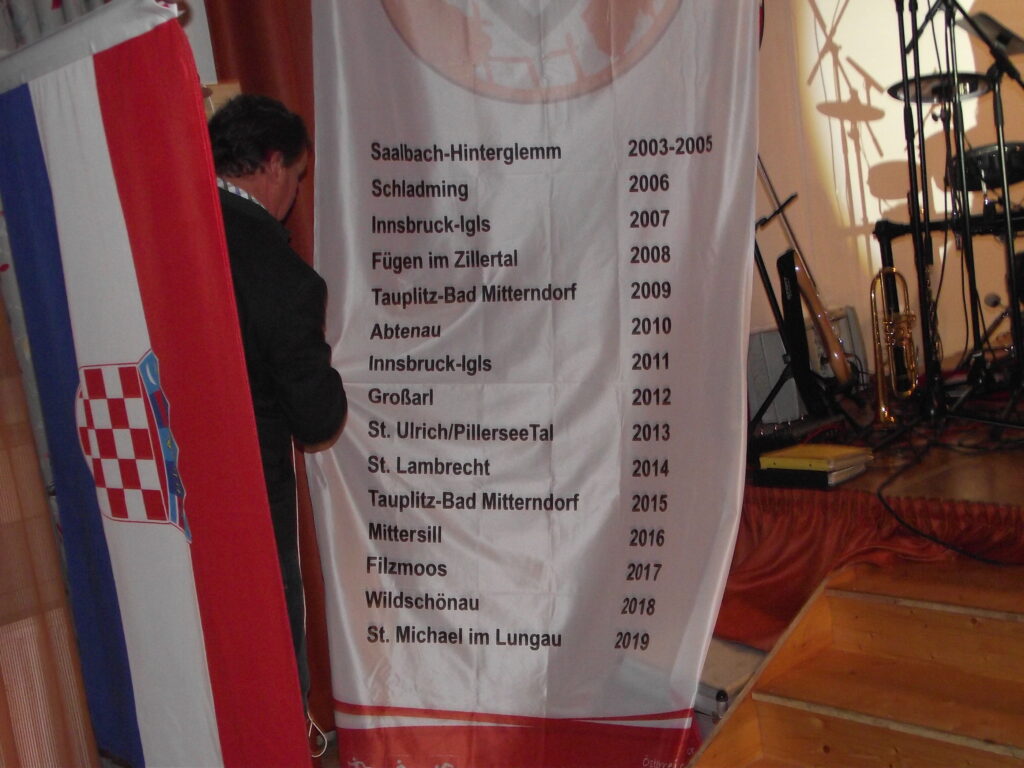 Saalbach-Hinterglemm 2003-2005
Schladming 2006
Innsbruck-Igls 2007
Fügen im Zillertal 2008
Tauplitz-Bad Mitterndorf 2009
Abtenau 2010
Innsbruck-Igls 2011
Großarl 2012
St. Ulrich/PillerseeTal 2013
St. Lambrecht 2014
Tauplitz-Bad Mitterndorf 2015
Mittersill 2016
Filzmoos 2017
Wildschönau 2018
St. Michael im Lungau 2019